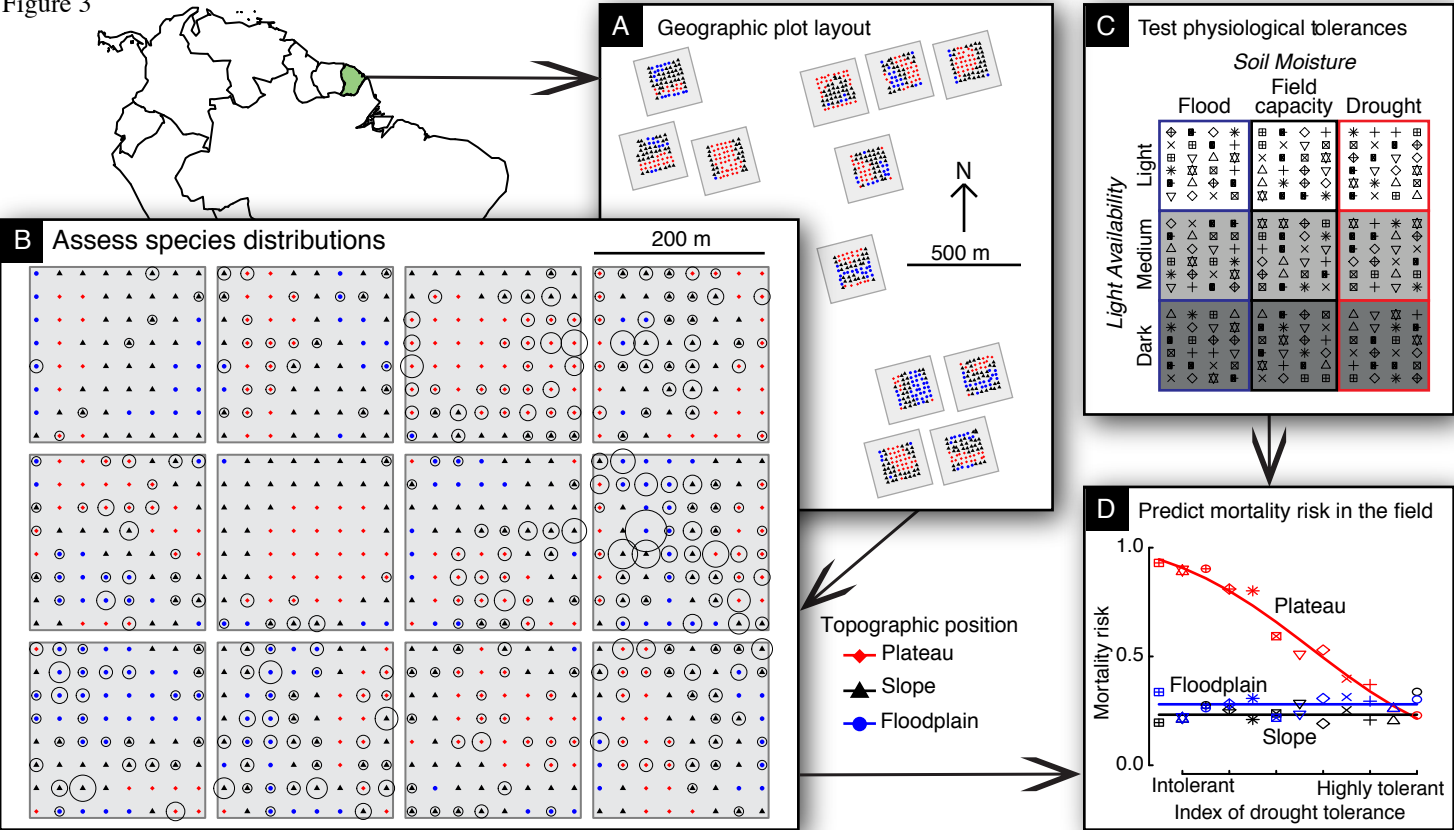 Figure 3
A Geographic plot layout
N
500 m
B Assess species distributions
200 m
C Test physiological tolerances
Soil Moisture
Flood Field capacity Drought
Light Availability
Light
Medium
Dark
Topographic position
Plateau
Slope
Floodplain
D Predict mortality risk in the field
Mortality risk
1.0
0.5
0.0
Plateau
Floodplain
Slope
Intolerant Highly tolerant
Index of drought tolerance